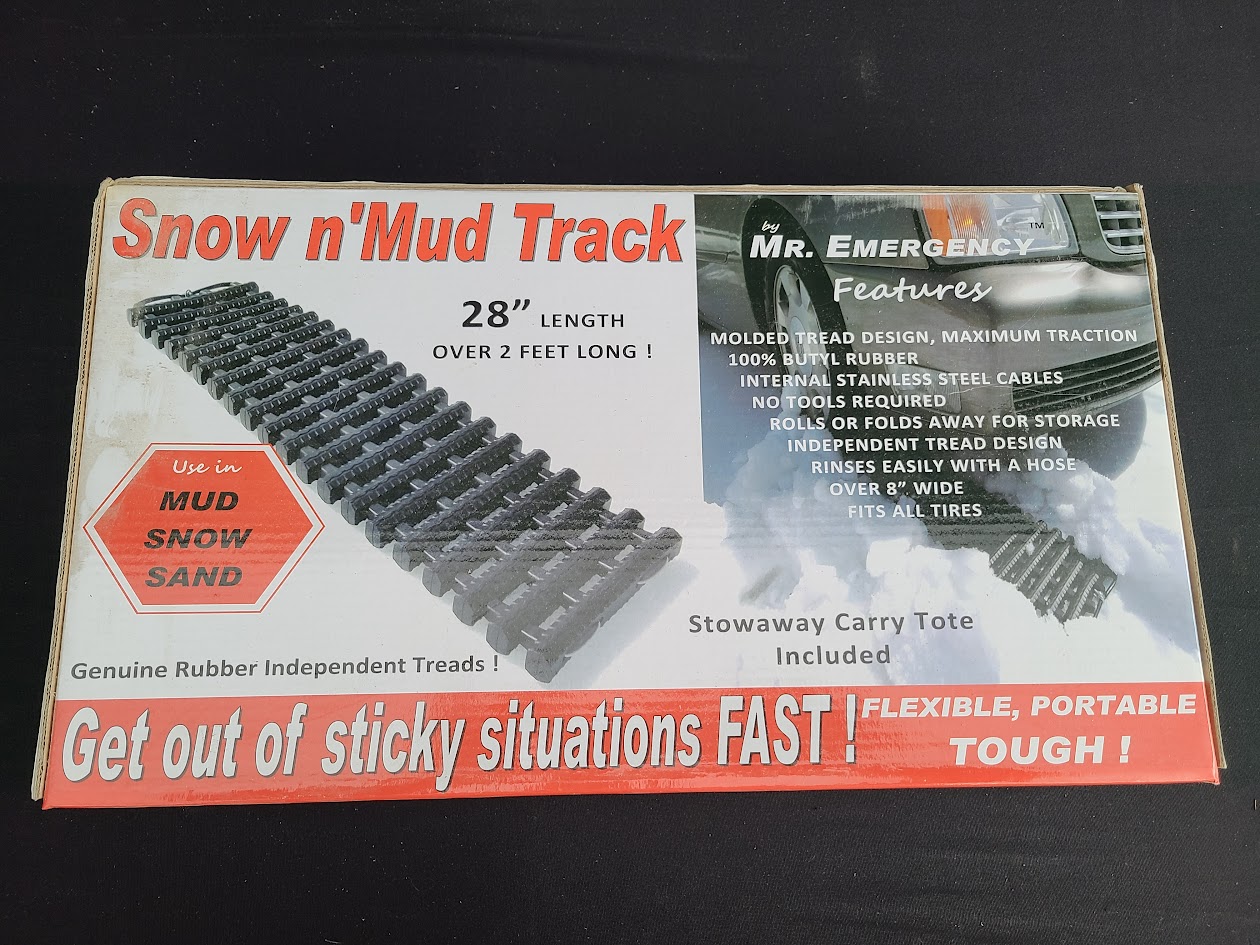 Snow n'Mud Track
28” LENGTH
OVER 2 FEET LONG !
Use in
MUD
SNOW
SAND
Genuine Rubber Independent Treads !
by
MR. EMERGENCY™
Features
MOLDED TREAD DESIGN, MAXIMUM TRACTION
100% BUTYL RUBBER
INTERNAL STAINLESS STEEL CABLES
NO TOOLS REQUIRED
ROLLS OR FOLDS AWAY FOR STORAGE
INDEPENDENT TREAD DESIGN
RINSES EASILY WITH A HOSE
OVER 8” WIDE
FITS ALL TIRES
Stowaway Carry Tote
Included
Get out of sticky situations FAST !
FLEXIBLE, PORTABLE
TOUGH !